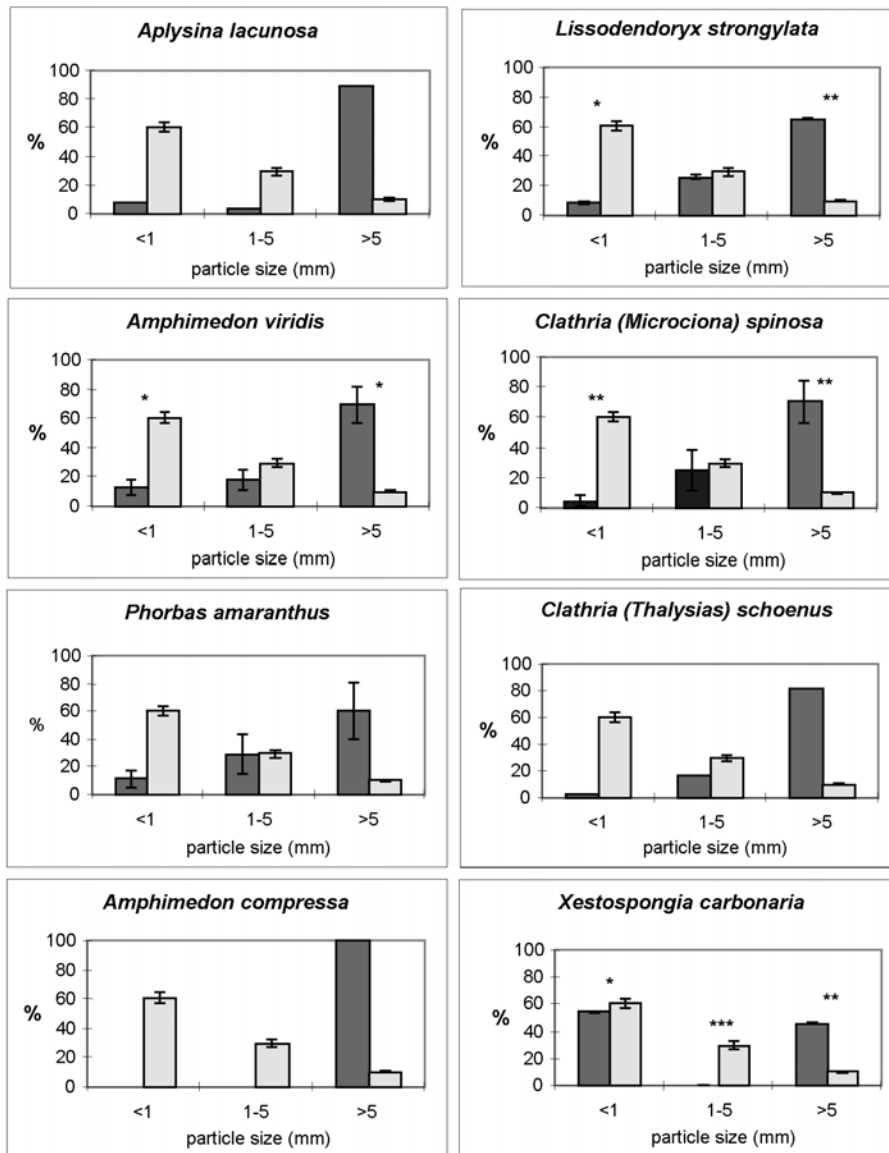 Aplysina lacunosa
100
80
60
%
40
20
0
<1 1-5 >5
particle size (mm)
Lissodendoryx strongylata
100
80
* **
60
%
40
20
0
<1 1-5 >5
particle size (mm)
Amphimedon viridis
100
80
* *
60
%
40
20
0
<1 1-5 >5
particle size (mm)
Clathria (Microciona) spinosa
100
80
** **
60
%
40
20
0
<1 1-5 >5
particle size (mm)
Phorbas amaranthus
100
80
60
%
40
20
0
<1 1-5 >5
particle size (mm)
Clathria (Thalysias) schoenus
100
80
60
%
40
20
0
<1 1-5 >5
particle size (mm)
Amphimedon compressa
100
80
60
%
40
20
0
<1 1-5 >5
particle size (mm)
Xestospongia carbonaria
100
80
* **
60
%
***
40
20
0
<1 1-5 >5
particle size (mm)